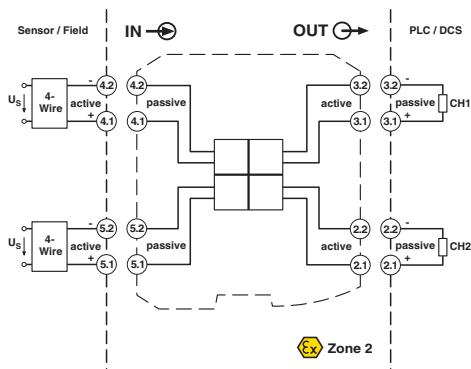 Sensor / Field
IN
OUT
PLC / DCS
US
4-
Wire
-
active
+
4.2
4.1
4.2
passive
4.1
3.2
active
3.1
3.2
-
passive
+
3.1
CH1
US
4-
Wire
-
active
+
5.2
5.1
5.2
passive
5.1
2.2
active
2.1
2.2
-
passive
+
2.1
CH2
Ex Zone 2